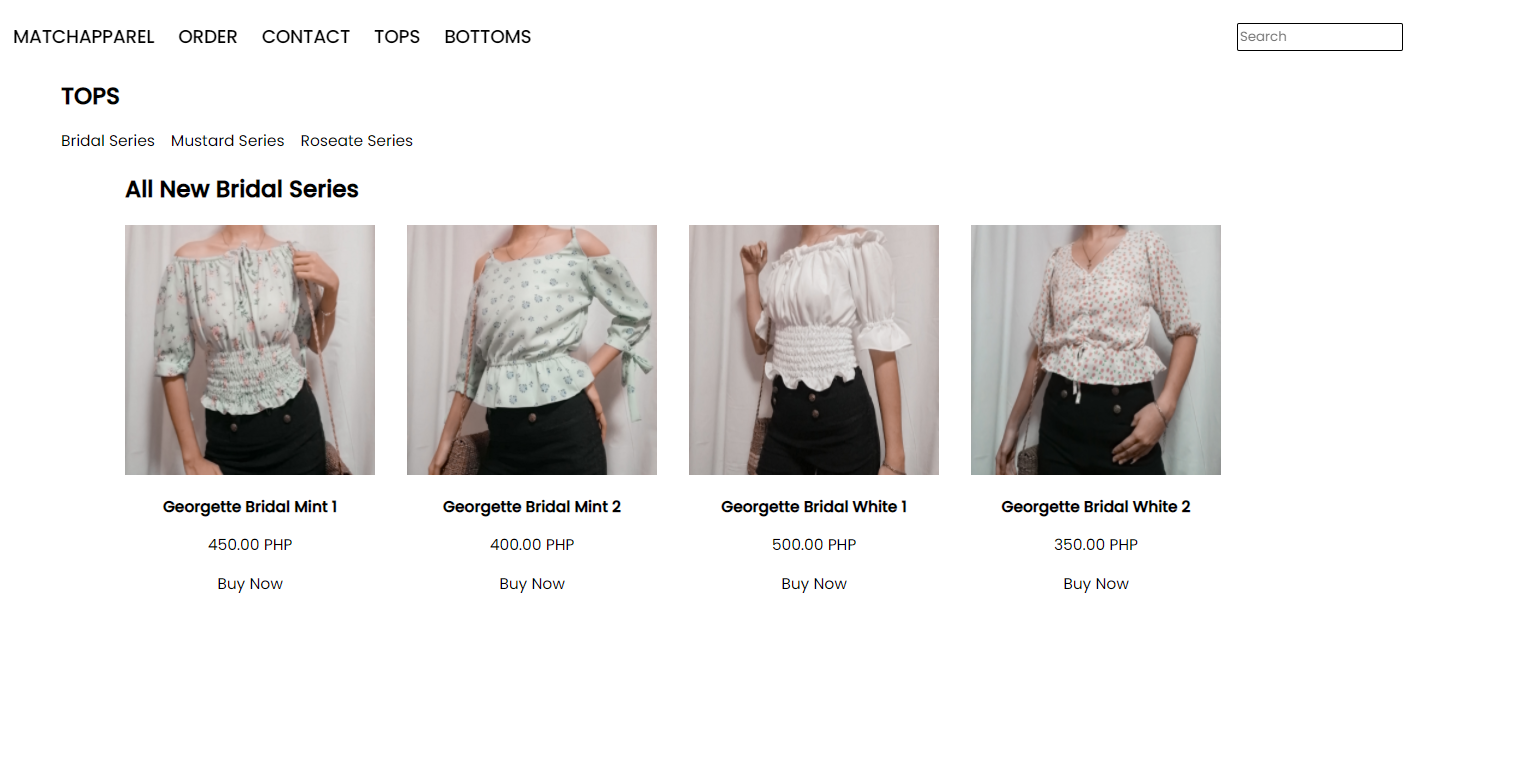 MATCHAPPAREL ORDER CONTACT TOPS BOTTOMS Search
TOPS
Bridal Series Mustard Series Roseate Series
All New Bridal Series
Georgette Bridal Mint 1 Georgette Bridal Mint 2 Georgette Bridal White 1 Georgette Bridal White 2
450.00 PHP 400.00 PHP 500.00 PHP 350.00 PHP
Buy Now Buy Now Buy Now Buy Now